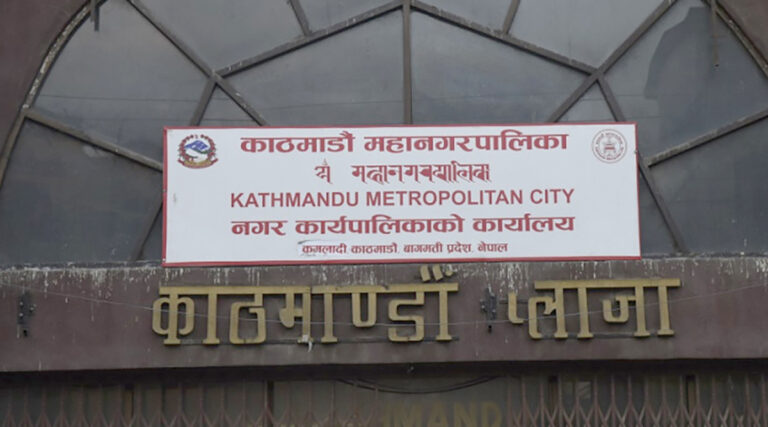 काठमाडौं महानगरपालिका
KATHMANDU METROPOLITAN CITY
नगर कार्यपालिकाको कार्यालय
कमलादी, काठमाडौं, बागमती प्रदेश, नेपाल
काठमाण्डौं प्लाजा